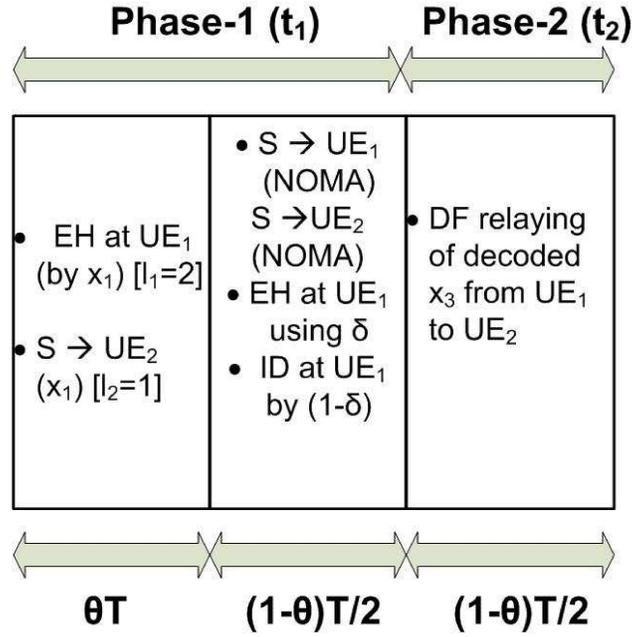 Phase-1 (t₁)
Phase-2 (t₂)
• EH at UE₁
(by x₁) [l₁=2]
• S → UE₂
(x₁) [l₂=1]
• S → UE₁
(NOMA)
S →UE₂
(NOMA)
• EH at UE₁
using δ
• ID at UE₁
by (1-δ)
• DF relaying
of decoded
x₃ from UE₁
to UE₂
θT
(1-θ)T/2
(1-θ)T/2